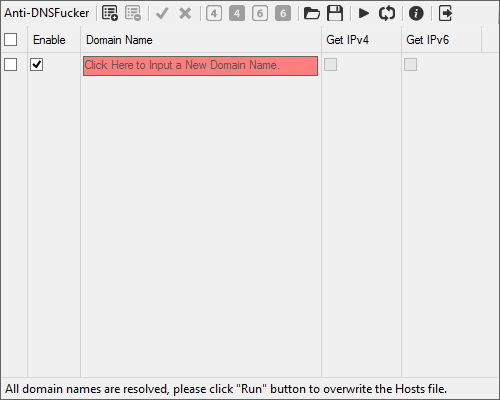 Anti-DNSFucker 4 4 6 6
Enable Domain Name Get IPv4 Get IPv6
Click Here to Input a New Domain Name.
All domain names are resolved, please click "Run" button to overwrite the Hosts file.